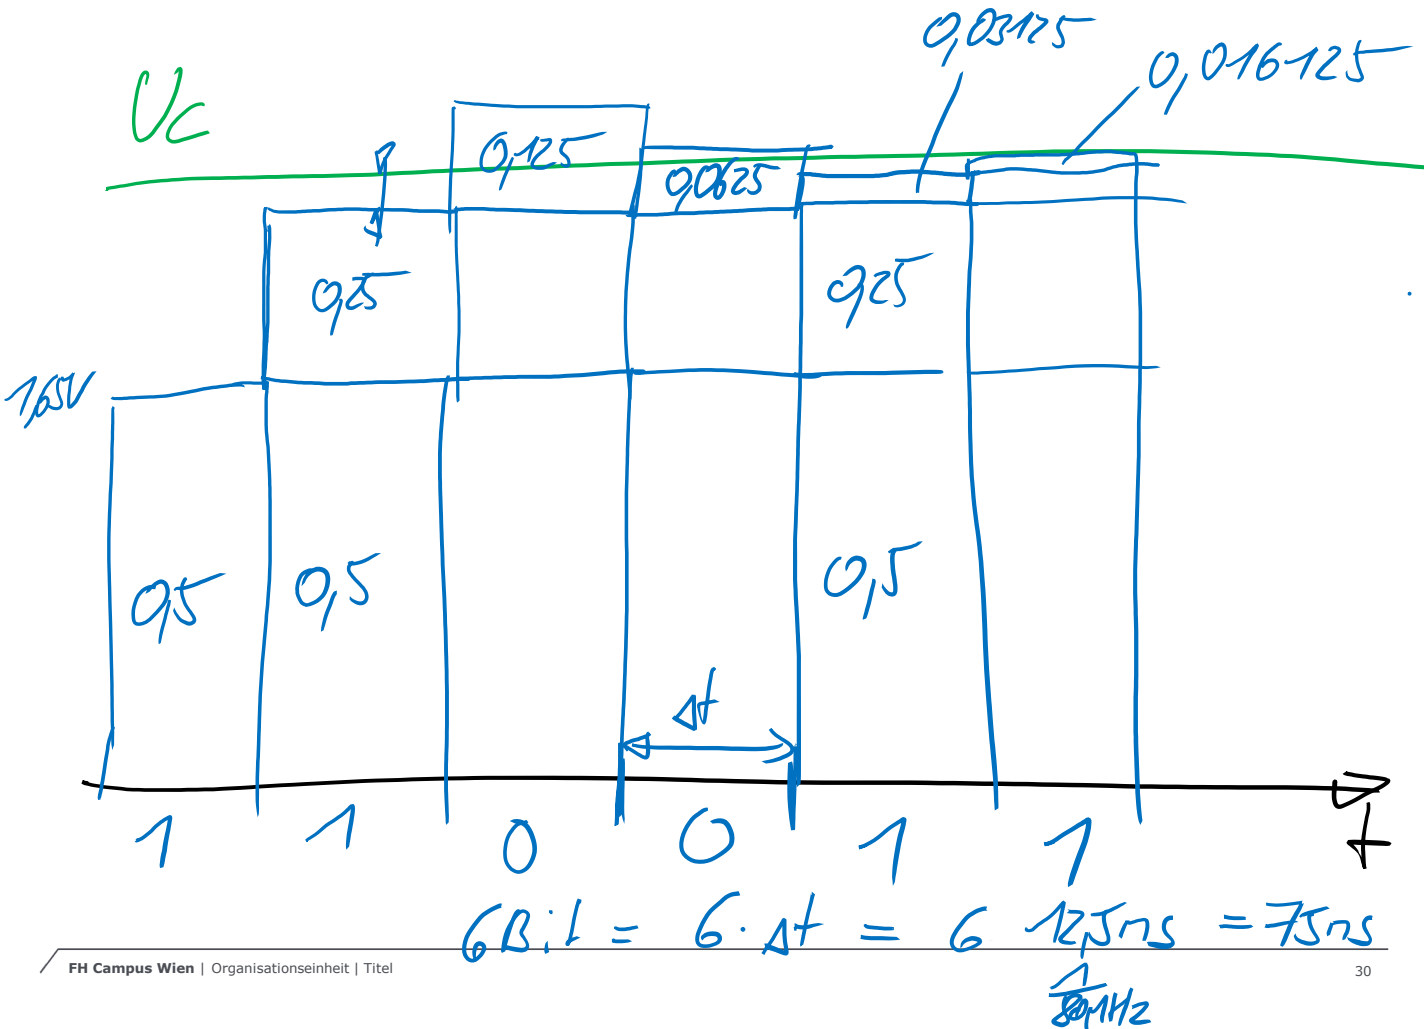 0,03125
0,016125
Uc
0,125
0,0625
0,25
0,25
1,65V
0,5
0,5
0,5
Δt
1 1 0 0 1 1
t
6Bit = 6·Δt = 6 12,5ns = 75ns
1/80MHz
FH Campus Wien | Organisationseinheit | Titel
30